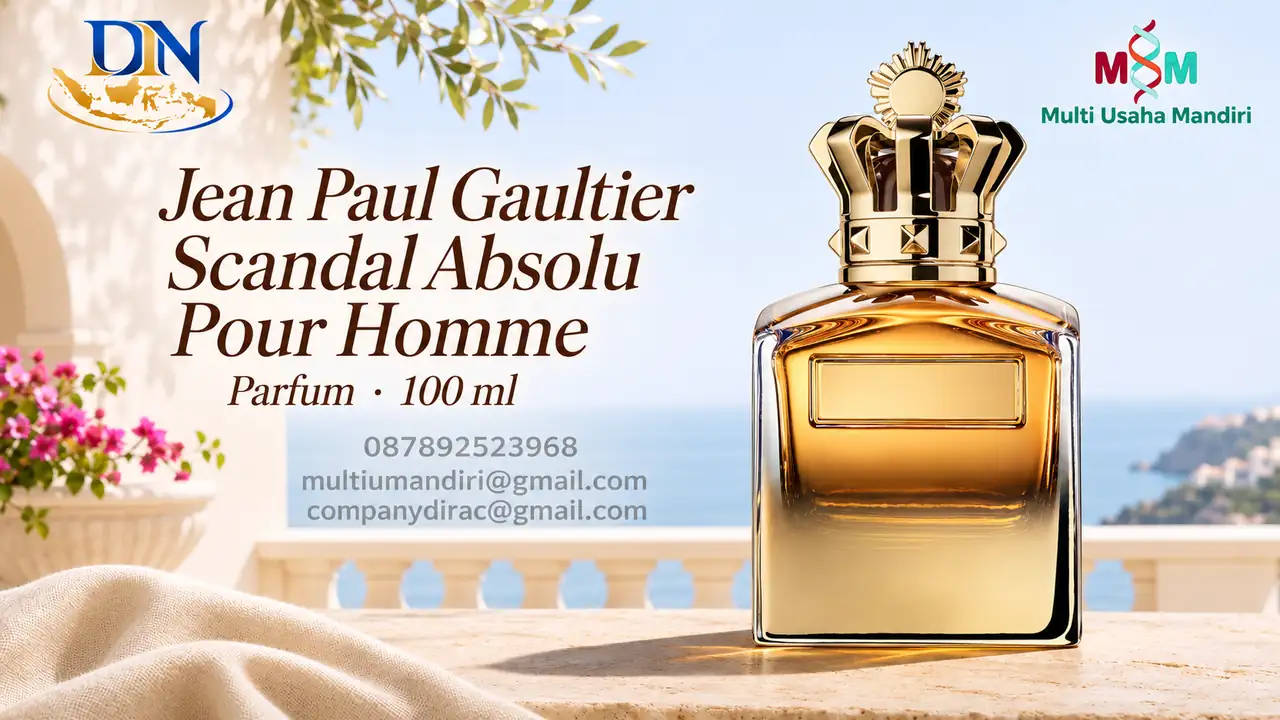 DIN
MSM
Multi Usaha Mandiri
Jean Paul Gaultier
Scandal Absolu
Pour Homme
Parfum · 100 ml
087892523968
multiumandiri@gmail.com
companydirac@gmail.com